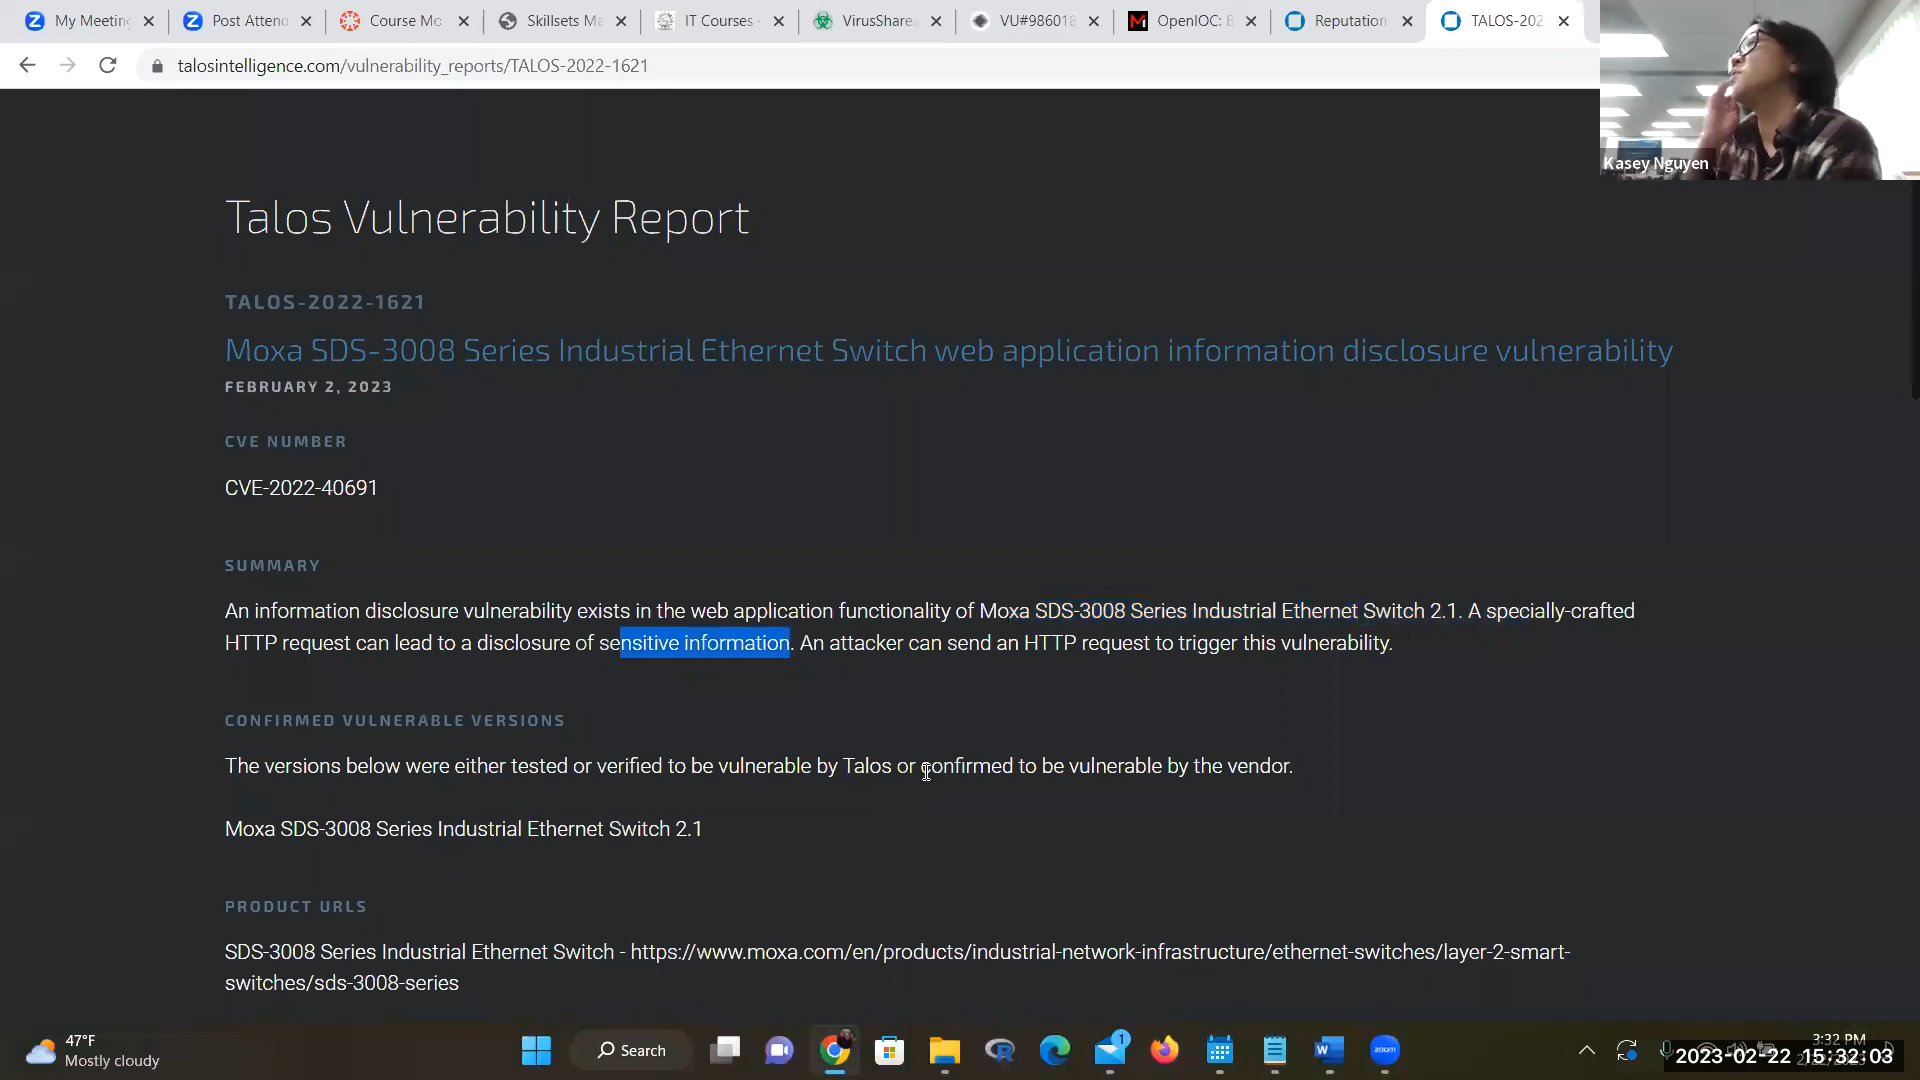 My Meeting
Post Attend
Course Mo
Skillsets Ma
IT Courses -
VirusShare.
VU#986018
OpenIOC: B
Reputation
TALOS-202
talosintelligence.com/vulnerability_reports/TALOS-2022-1621
Kasey Nguyen
Talos Vulnerability Report
TALOS-2022-1621
Moxa SDS-3008 Series Industrial Ethernet Switch web application information disclosure vulnerability
FEBRUARY 2, 2023
CVE NUMBER
CVE-2022-40691
SUMMARY
An information disclosure vulnerability exists in the web application functionality of Moxa SDS-3008 Series Industrial Ethernet Switch 2.1. A specially-crafted
HTTP request can lead to a disclosure of sensitive information. An attacker can send an HTTP request to trigger this vulnerability.
CONFIRMED VULNERABLE VERSIONS
The versions below were either tested or verified to be vulnerable by Talos or confirmed to be vulnerable by the vendor.
Moxa SDS-3008 Series Industrial Ethernet Switch 2.1
PRODUCT URLS
SDS-3008 Series Industrial Ethernet Switch - https://www.moxa.com/en/products/industrial-network-infrastructure/ethernet-switches/layer-2-smart-
switches/sds-3008-series
47°F
Mostly cloudy
Search
1
zoom
3:32 PM
2023-02-22 15:32:03